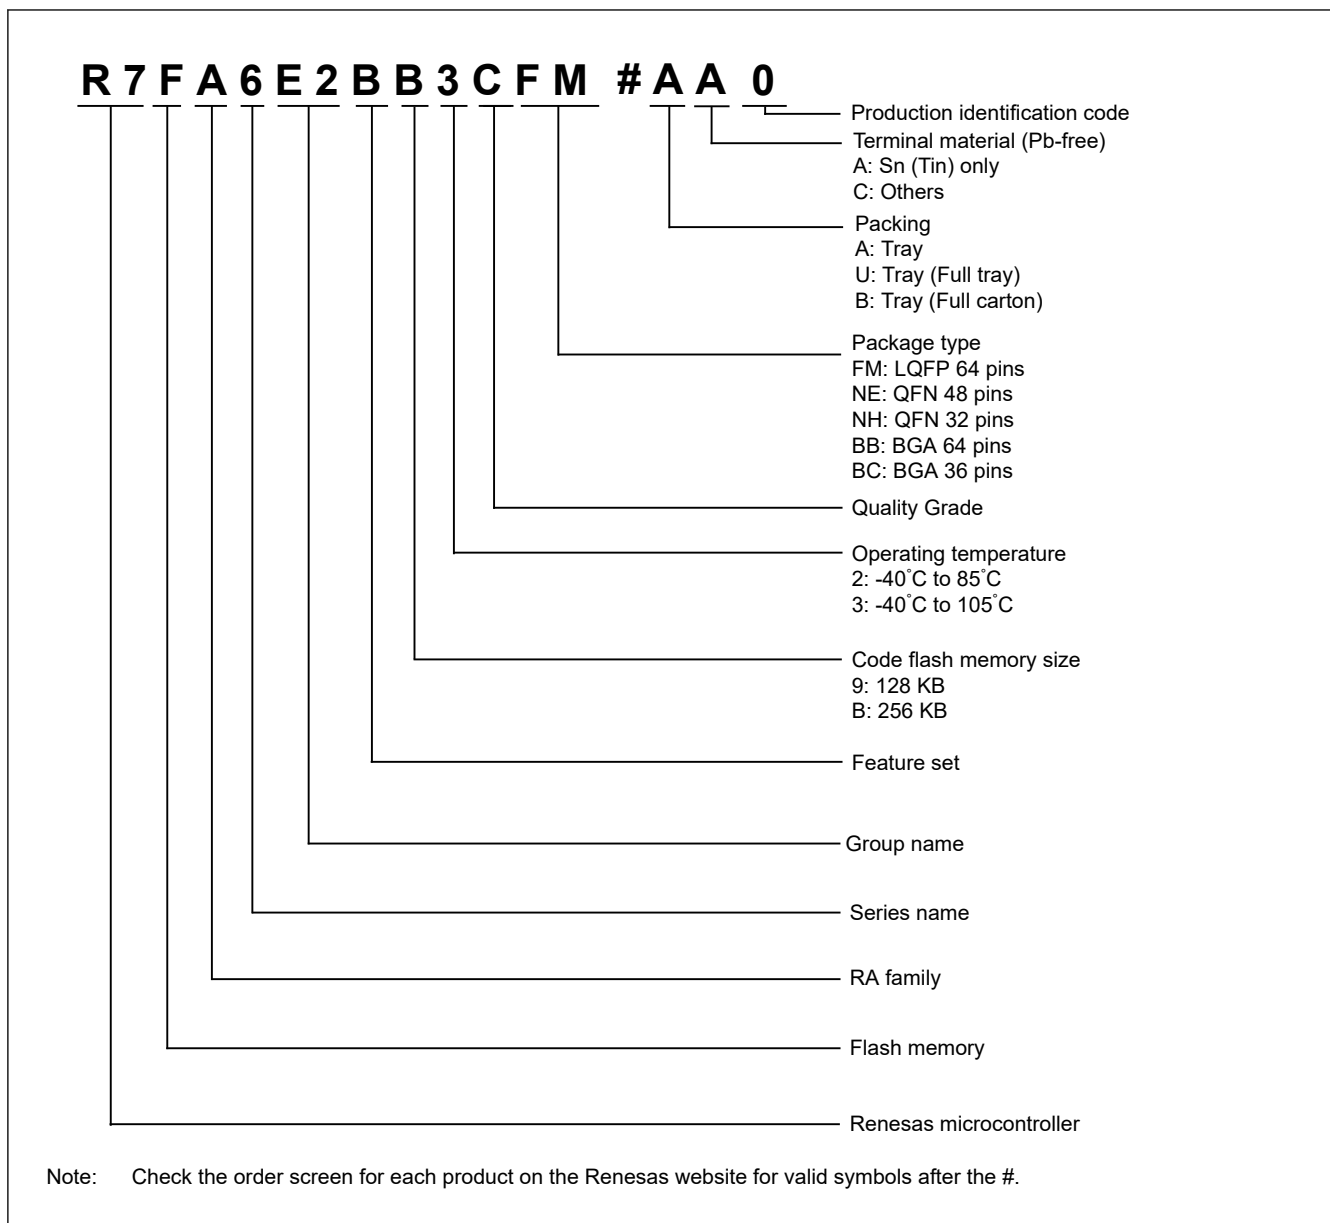 R 7 F A 6 E 2 B B 3 C F M # A A 0
Production identification code
Terminal material (Pb-free)
A: Sn (Tin) only
C: Others
Packing
A: Tray
U: Tray (Full tray)
B: Tray (Full carton)
Package type
FM: LQFP 64 pins
NE: QFN 48 pins
NH: QFN 32 pins
BB: BGA 64 pins
BC: BGA 36 pins
Quality Grade
Operating temperature
2: -40°C to 85°C
3: -40°C to 105°C
Code flash memory size
9: 128 KB
B: 256 KB
Feature set
Group name
Series name
RA family
Flash memory
Renesas microcontroller
Note: Check the order screen for each product on the Renesas website for valid symbols after the #.